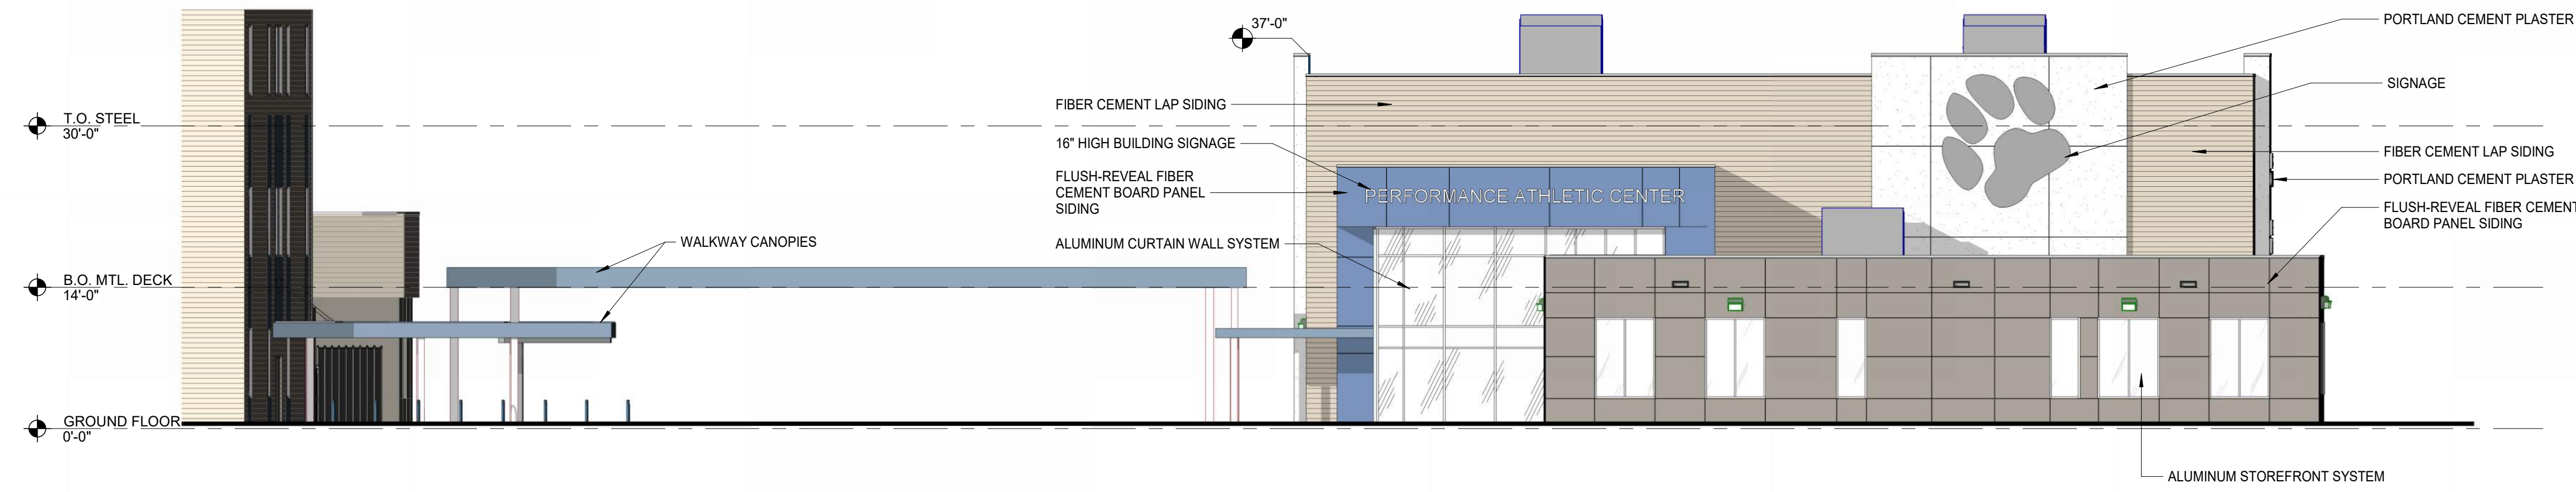 37'-0"
PORTLAND CEMENT PLASTER
SIGNAGE
FIBER CEMENT LAP SIDING
T.O. STEEL
30'-0"
16" HIGH BUILDING SIGNAGE
FIBER CEMENT LAP SIDING
FLUSH-REVEAL FIBER
CEMENT BOARD PANEL
SIDING
PERFORMANCE ATHLETIC CENTER
PORTLAND CEMENT PLASTER
FLUSH-REVEAL FIBER CEMENT
BOARD PANEL SIDING
WALKWAY CANOPIES
ALUMINUM CURTAIN WALL SYSTEM
B.O. MTL. DECK
14'-0"
GROUND FLOOR
0'-0"
ALUMINUM STOREFRONT SYSTEM